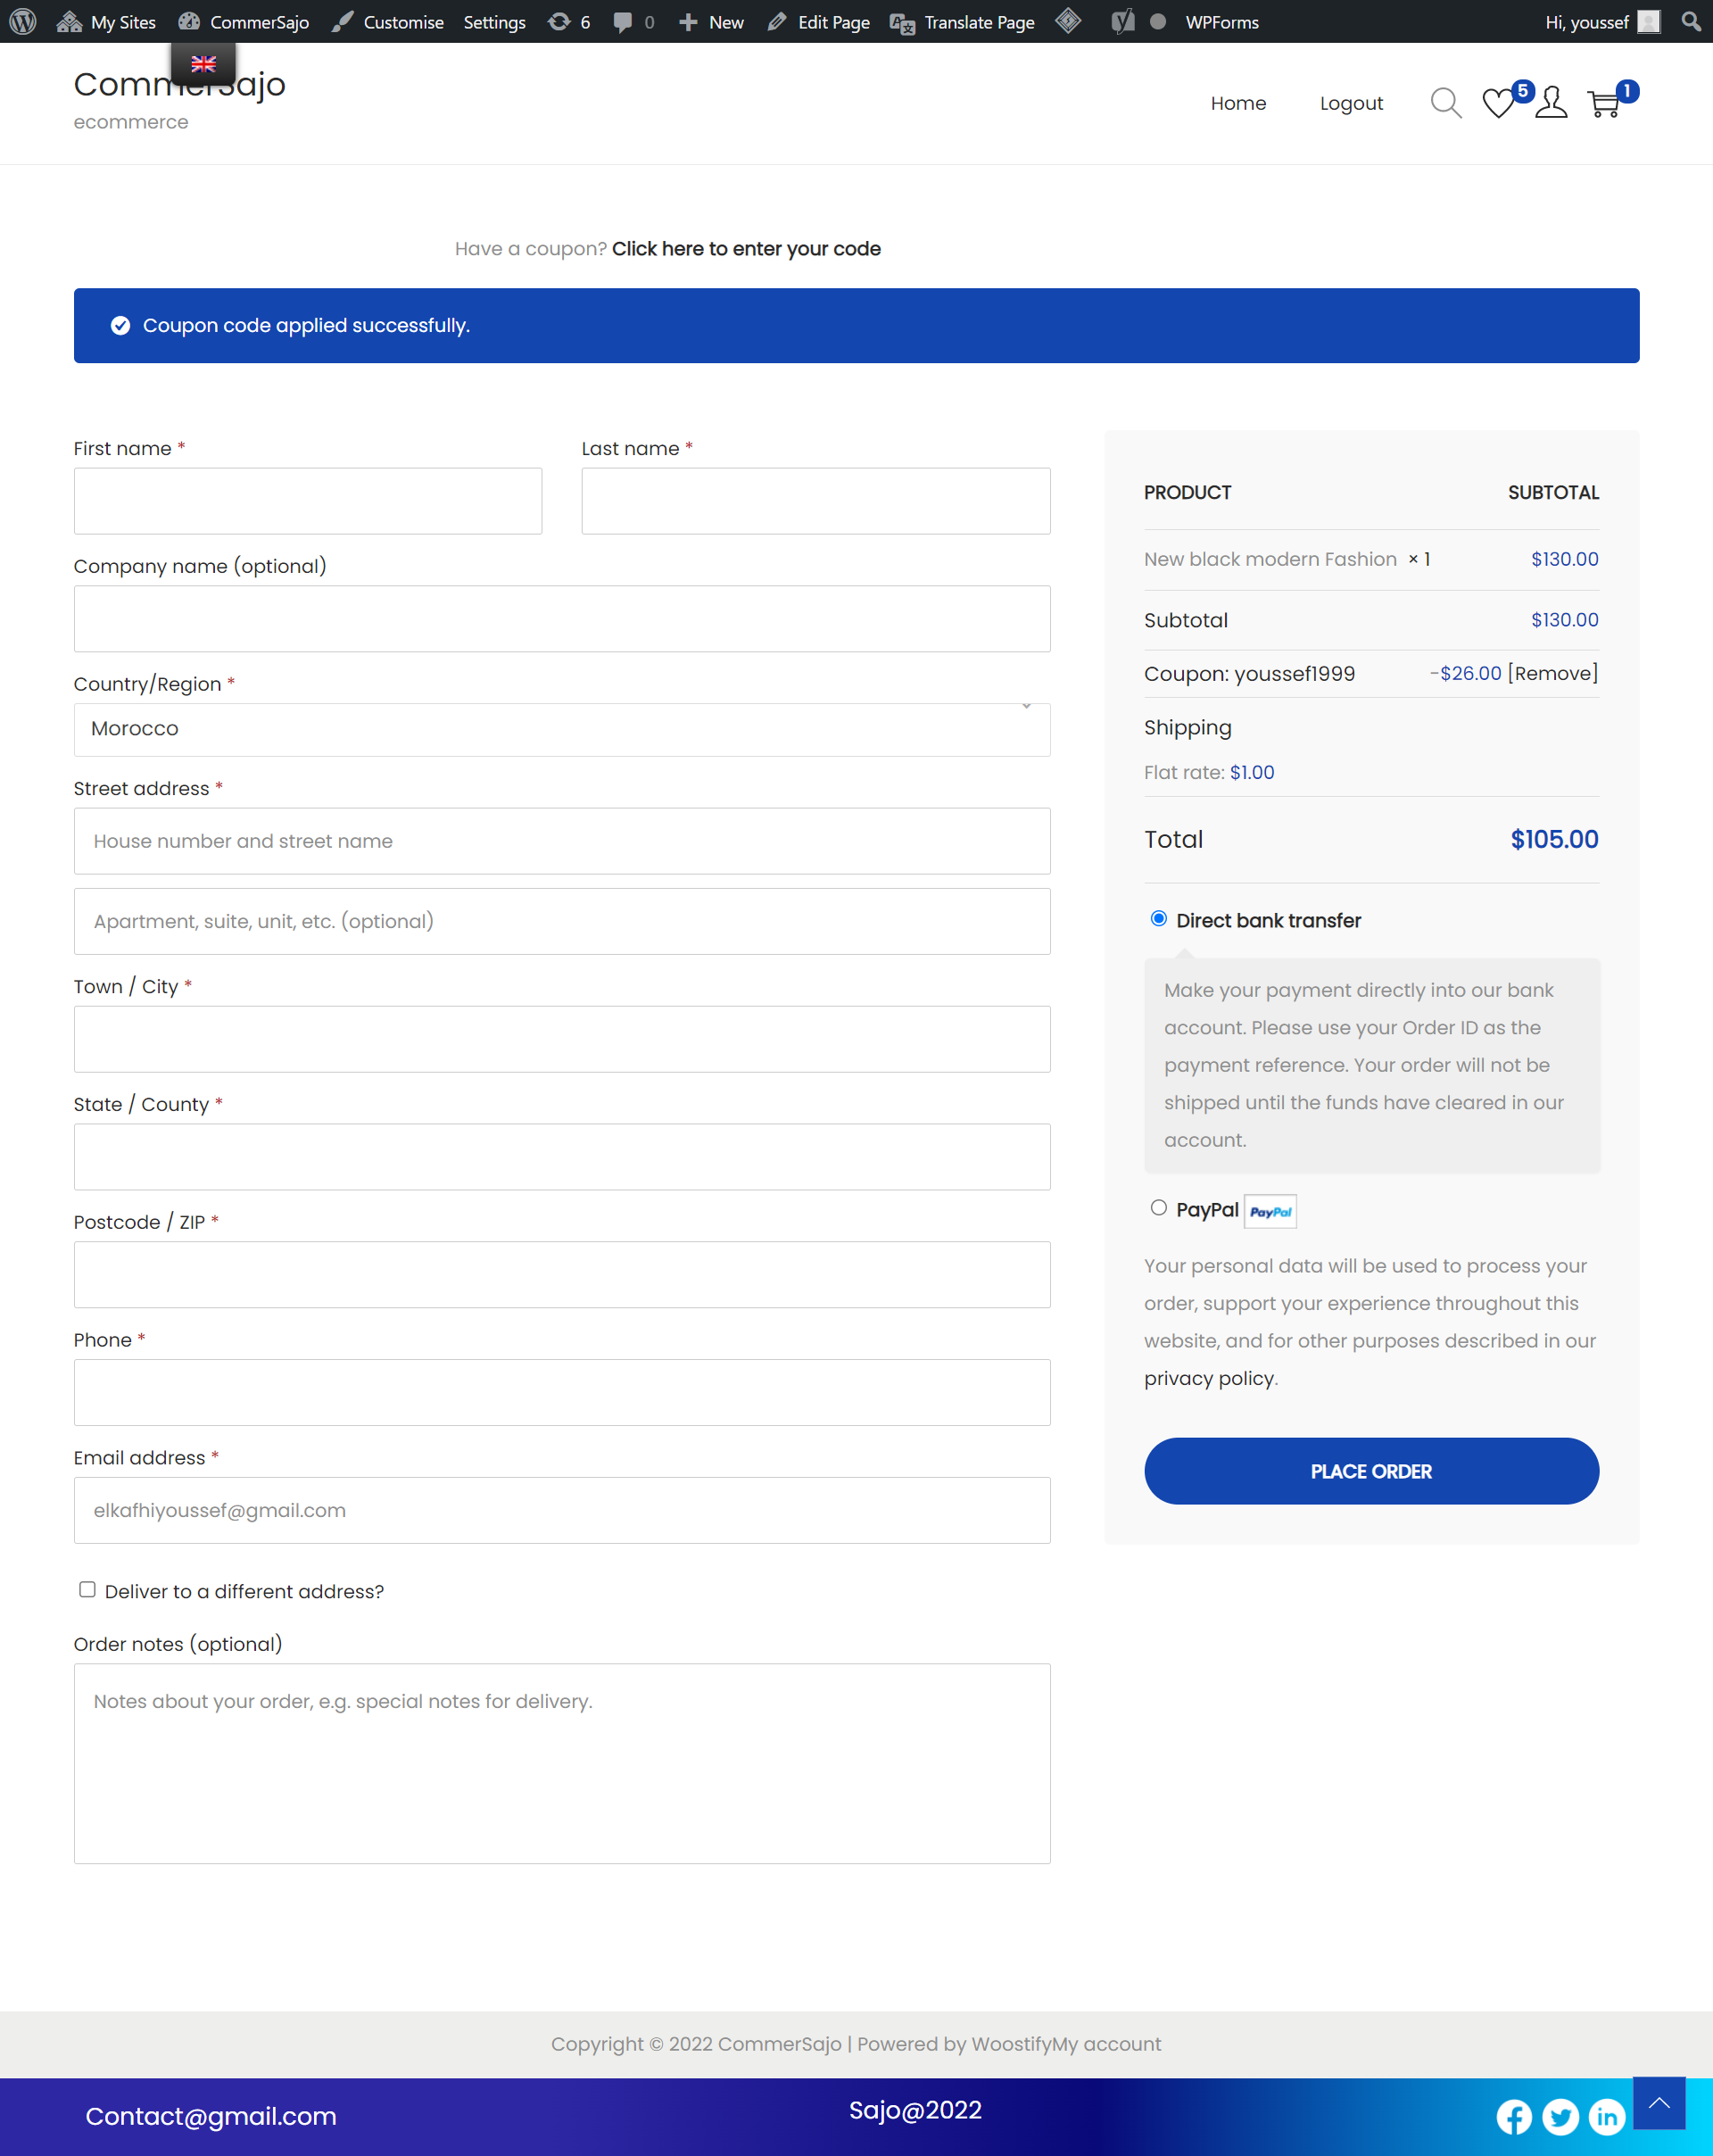 My Sites CommerSajo Customise Settings 6 0 New Edit Page Translate Page WPForms Hi, youssef
CommerSajo
ecommerce
Home Logout 5 1
Have a coupon? Click here to enter your code
Coupon code applied successfully.
First name * Last name *
Company name (optional)
Country/Region *
Morocco
Street address *
House number and street name
Apartment, suite, unit, etc. (optional)
Town / City *
State / County *
Postcode / ZIP *
Phone *
Email address *
elkafhiyoussef@gmail.com
Deliver to a different address?
Order notes (optional)
Notes about your order, e.g. special notes for delivery.
PRODUCT SUBTOTAL
New black modern Fashion × 1 $130.00
Subtotal $130.00
Coupon: youssef1999 -$26.00 [Remove]
Shipping
Flat rate: $1.00
Total $105.00
Direct bank transfer
Make your payment directly into our bank
account. Please use your Order ID as the
payment reference. Your order will not be
shipped until the funds have cleared in our
account.
PayPal PayPal
Your personal data will be used to process your
order, support your experience throughout this
website, and for other purposes described in our
privacy policy.
PLACE ORDER
Copyright © 2022 CommerSajo | Powered by WoostifyMy account
Contact@gmail.com Sajo@2022